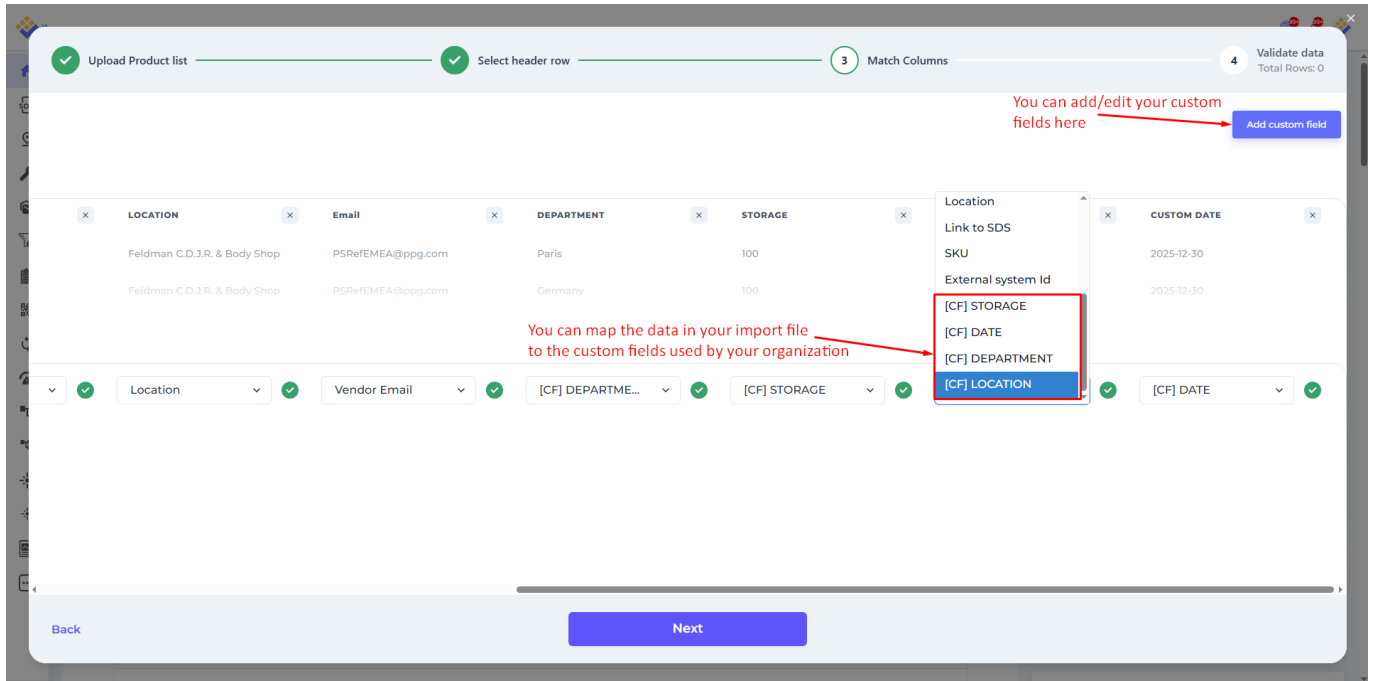 Upload Product list
Select header row
3
Match Columns
4
Validate data
Total Rows: 0
You can add/edit your custom
fields here
Add custom field
LOCATION
Email
DEPARTMENT
STORAGE
CUSTOM DATE
Feldman C.D.J.R. & Body Shop
PSRefEMEA@ppg.com
Paris
100
2025-12-30
Feldman C.D.J.R. & Body Shop
PSRefEMEA@ppg.com
Germany
100
2025-12-30
Location
Link to SDS
SKU
External system Id
[CF] STORAGE
[CF] DATE
[CF] DEPARTMENT
[CF] LOCATION
You can map the data in your import file
to the custom fields used by your organization
Location
Vendor Email
[CF] DEPARTME...
[CF] STORAGE
[CF] DATE
Back
Next